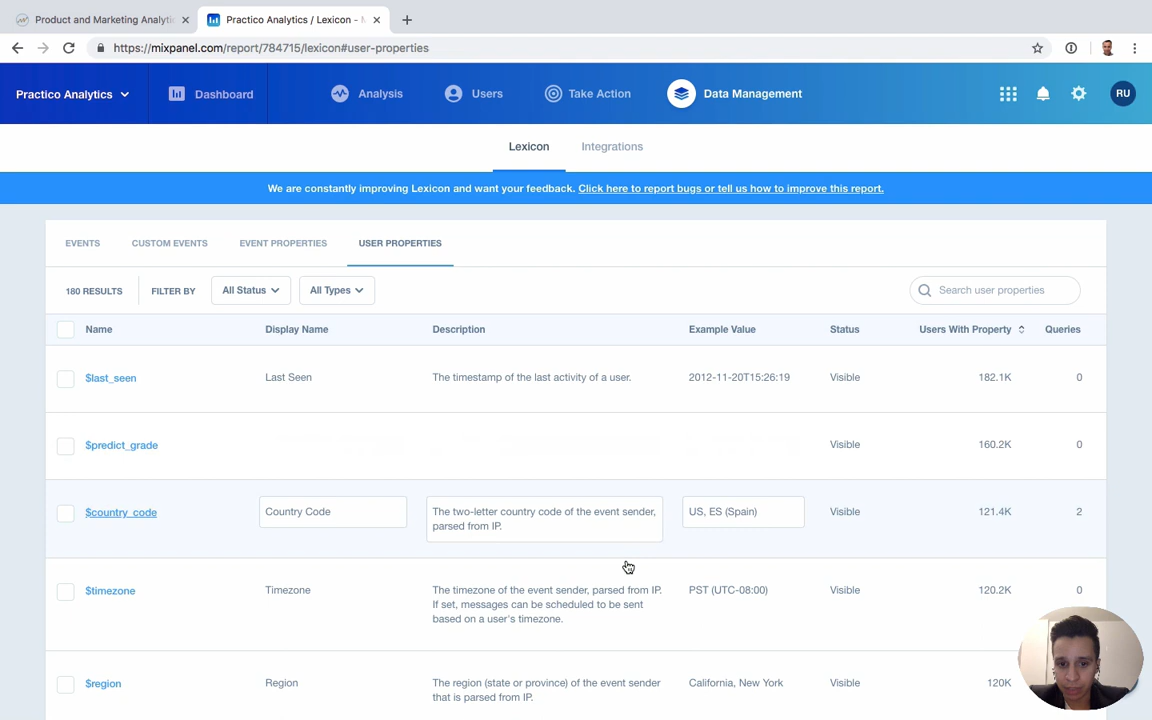 Product and Marketing Analytic
Practico Analytics / Lexicon - M
https://mixpanel.com/report/784715/lexicon#user-properties
Practico Analytics
Dashboard
Analysis
Users
Take Action
Data Management
RU
Lexicon
Integrations
We are constantly improving Lexicon and want your feedback. Click here to report bugs or tell us how to improve this report.
EVENTS
CUSTOM EVENTS
EVENT PROPERTIES
USER PROPERTIES
180 RESULTS
FILTER BY
All Status
All Types
Search user properties
Name
Display Name
Description
Example Value
Status
Users With Property
Queries
$last_seen
Last Seen
The timestamp of the last activity of a user.
2012-11-20T15:26:19
Visible
182.1K
0
$predict_grade
Visible
160.2K
0
$country_code
Country Code
The two-letter country code of the event sender,
parsed from IP.
US, ES (Spain)
Visible
121.4K
2
$timezone
Timezone
The timezone of the event sender, parsed from IP.
If set, messages can be scheduled to be sent
based on a user's timezone.
PST (UTC-08:00)
Visible
120.2K
0
$region
Region
The region (state or province) of the event sender
that is parsed from IP.
California, New York
Visible
120K